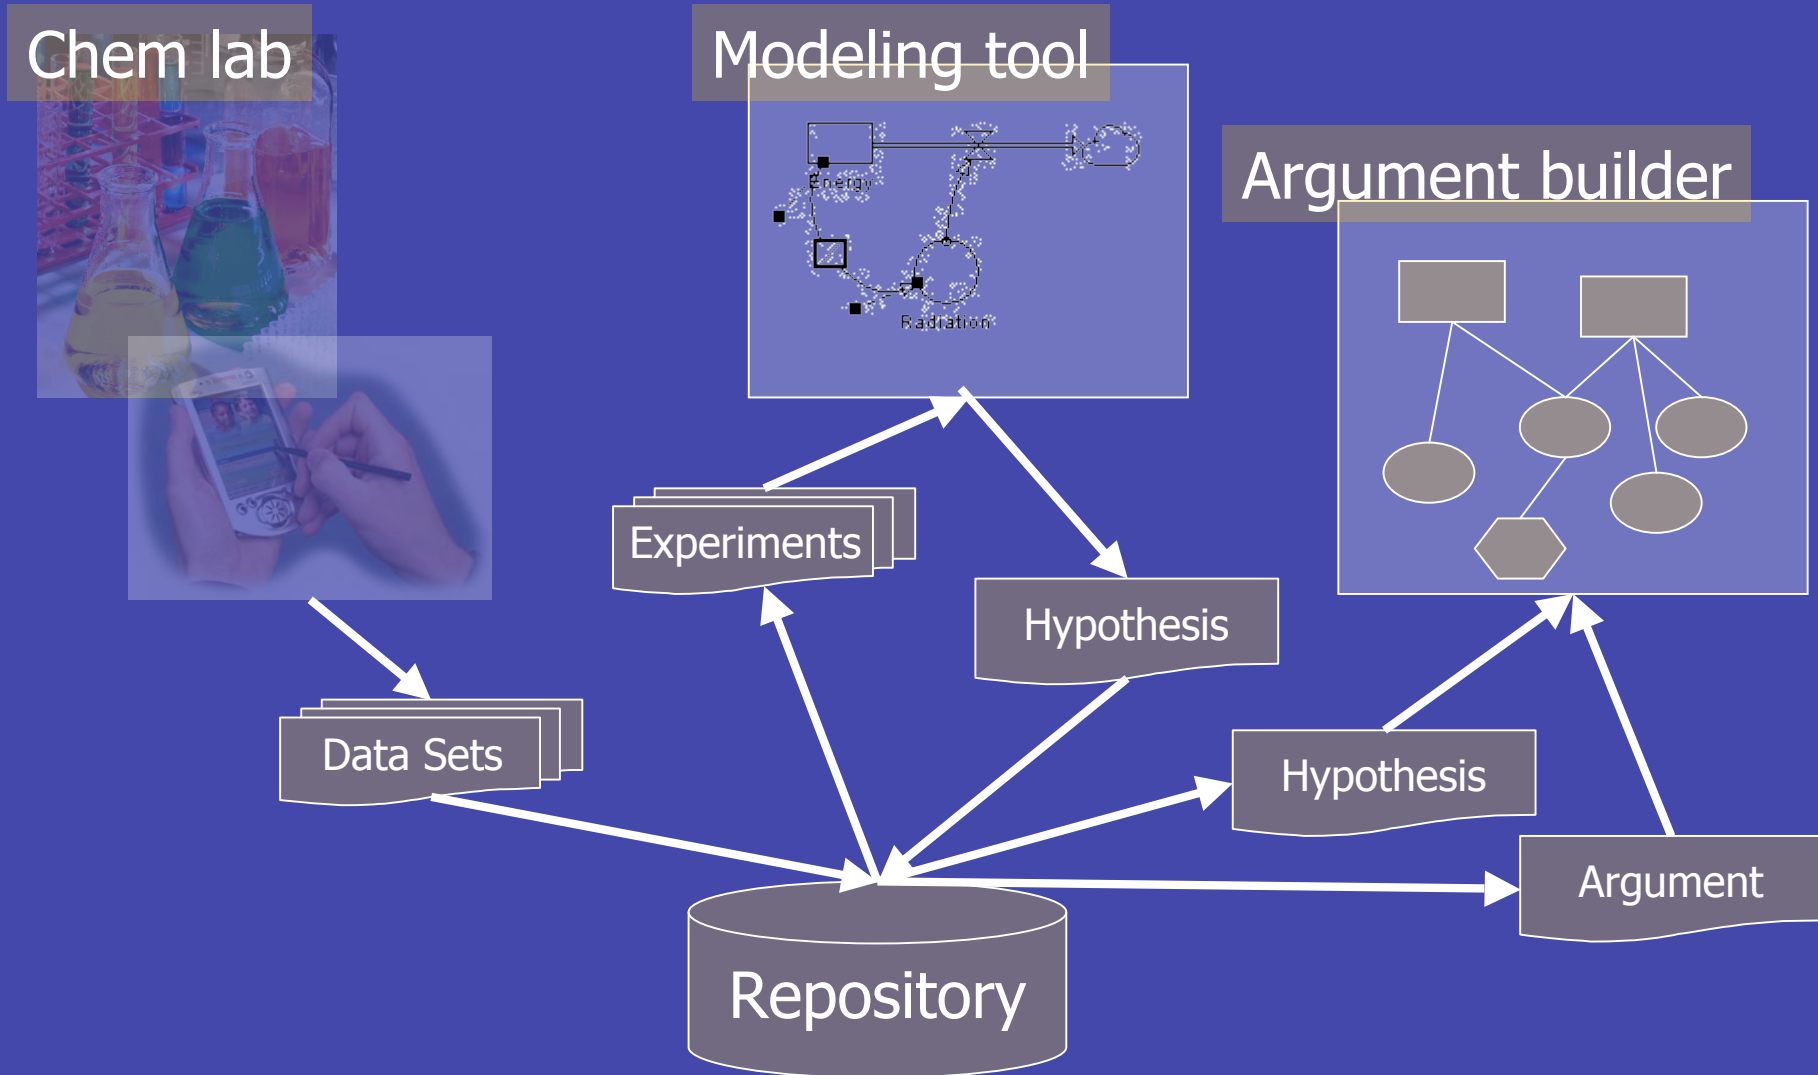 Chem lab
Modeling tool
Argument builder
Energy
Radiation
Experiments
Hypothesis
Data Sets
Hypothesis
Argument
Repository